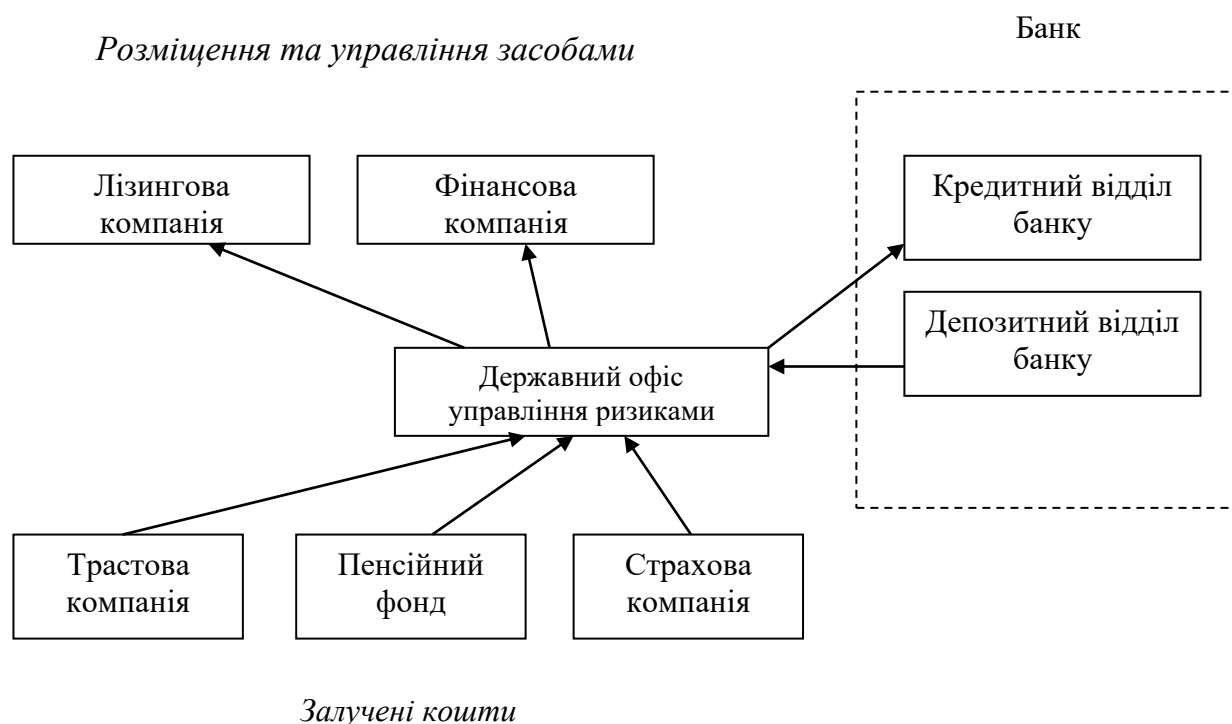 Банк
Розміщення та управління засобами
Лізингова
компанія
Фінансова
компанія
Кредитний відділ
банку
Депозитний відділ
банку
Державний офіс
управління ризиками
Трастова
компанія
Пенсійний
фонд
Страхова
компанія
Залучені кошти